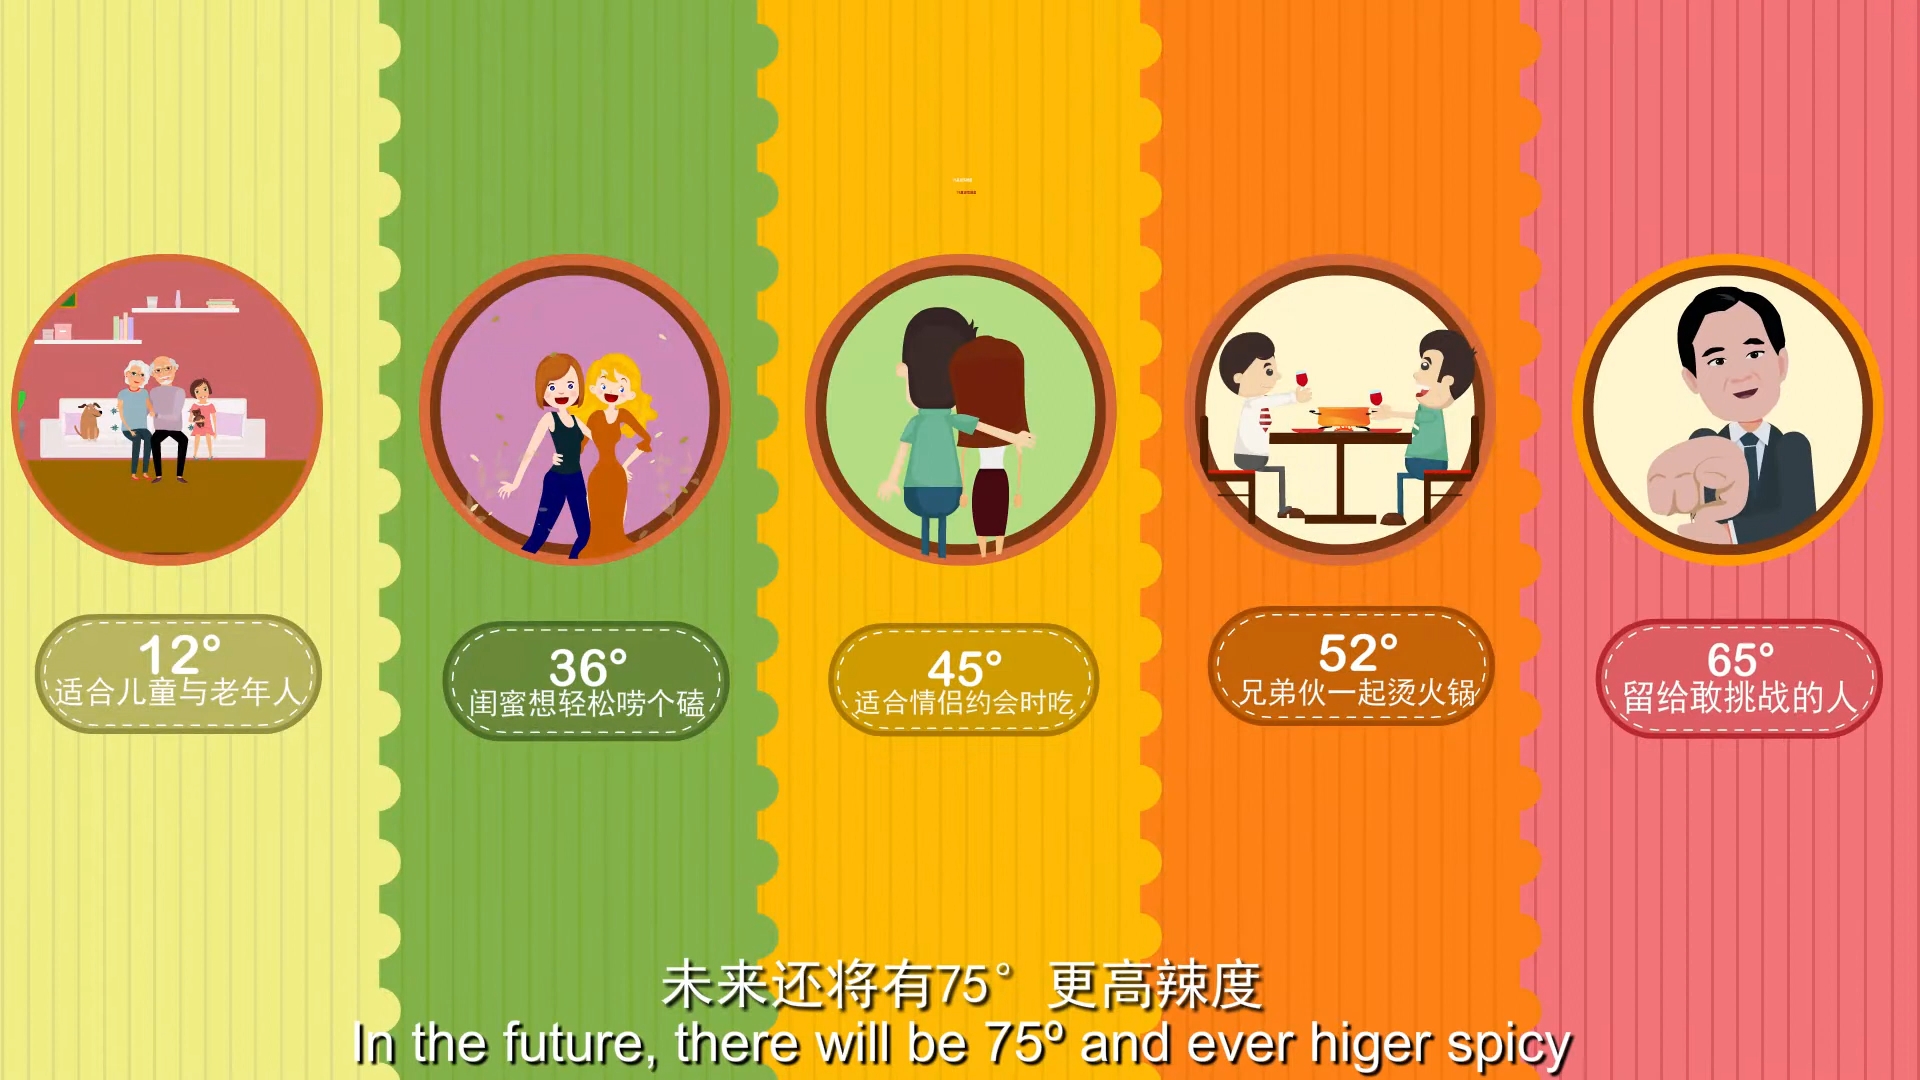 12°
适合儿童与老年人
36°
闺蜜想轻松唠个磕
45°
适合情侣约会时吃
52°
兄弟伙一起烫火锅
65°
留给敢挑战的人
未来还将有75° 更高辣度
In the future, there will be 75º and ever higer spicy